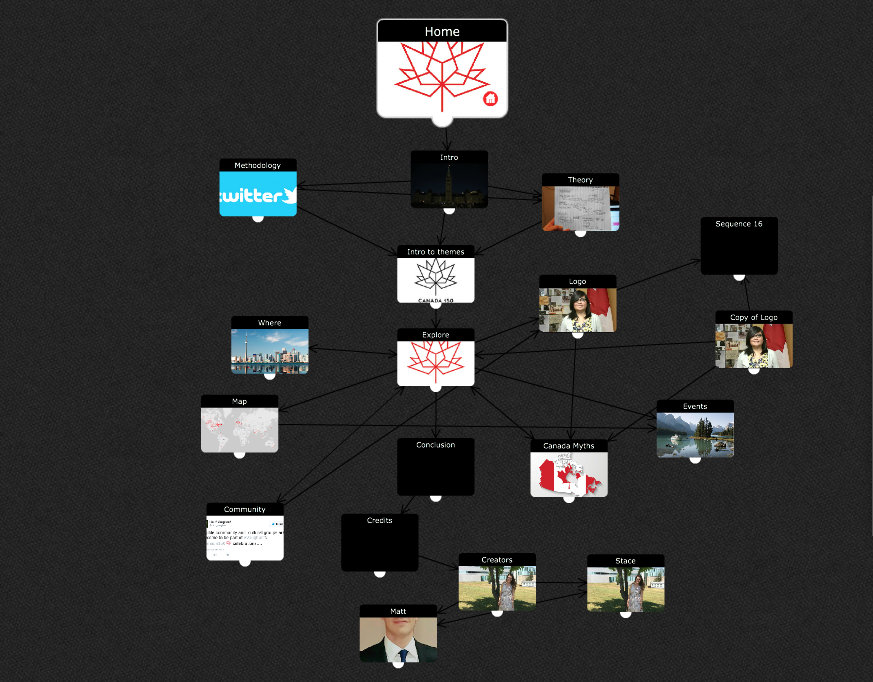 Home
Intro
Methodology
witter
Theory
Sequence 16
Intro to themes
CANADA 150
Logo
Copy of Logo
Where
Explore
Map
Events
Conclusion
Canada Myths
Community
Credits
Creators
Stace
Matt